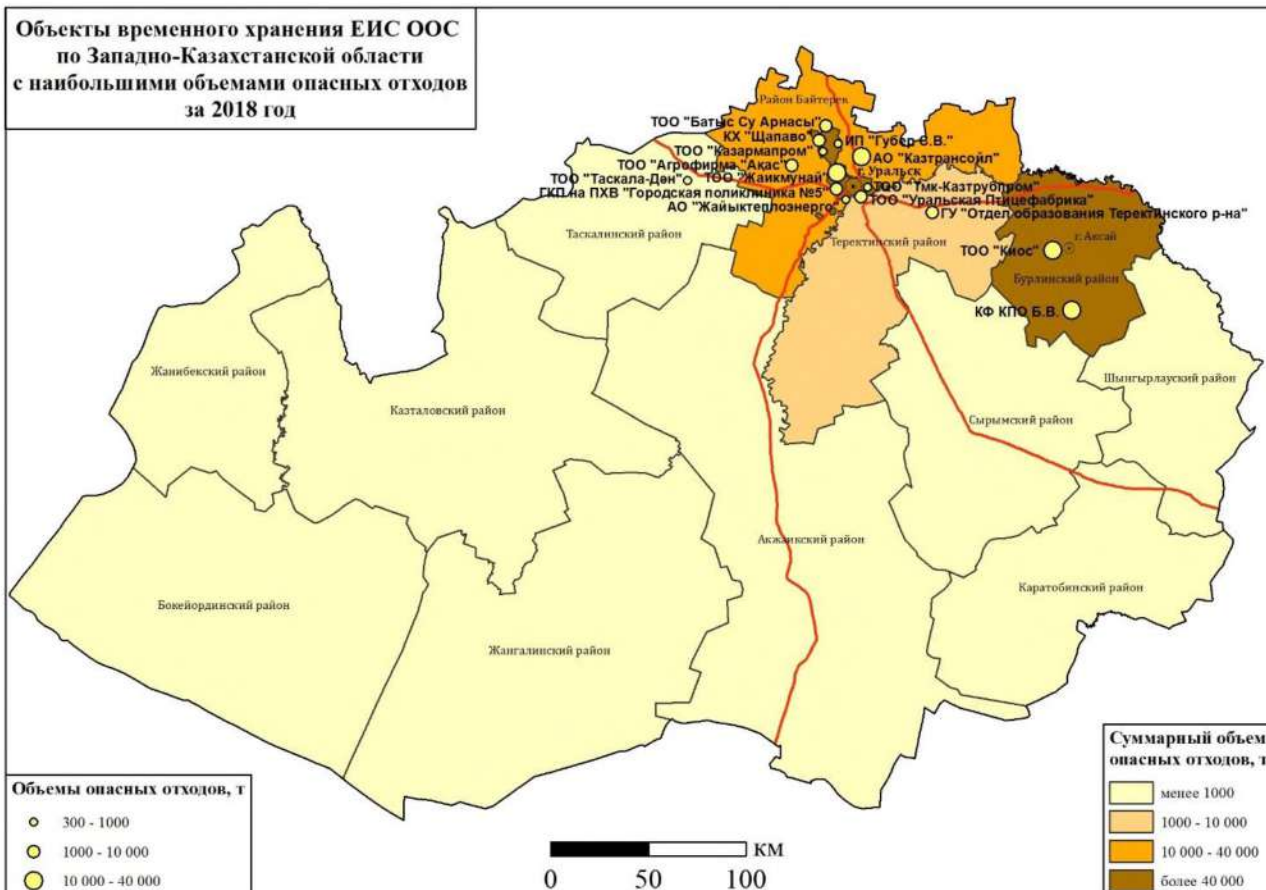 Объекты временного хранения ЕИС ООС
по Западно-Казахстанской области
с наибольшими объемами опасных отходов
за 2018 год
Район Байтерек
ТОО "Батыс Су Арнасы"
КХ "Щапаво"
ИП "Губер С.В."
ТОО "Казармапром"
АО "Казтрансойл"
ТОО "Агрофирма "Ақас"
г. Уральск
ТОО "Таскала-Дән"
ТОО "Жаикмунай"
ТОО "Тмк-Казтрубпром"
ГКП на ПХВ "Городская поликлиника №5"
ТОО "Уральская Птицефабрика"
АО "Жайыктеплоэнерго"
ГУ "Отдел образования Теректинского р-на"
Таскалинский район
Теректинский район
г. Аксай
ТОО "Киос"
Бурлинский район
КФ КПО Б.В.
Жанибекский район
Шынгырлауский район
Казталовский район
Сырымский район
Акжаикский район
Каратобинский район
Бокейординский район
Жангалинский район
Объемы опасных отходов, т
300 - 1000
1000 - 10 000
10 000 - 40 000
КМ
0 50 100
Суммарный объем
опасных отходов, т
менее 1000
1000 - 10 000
10 000 - 40 000
более 40 000